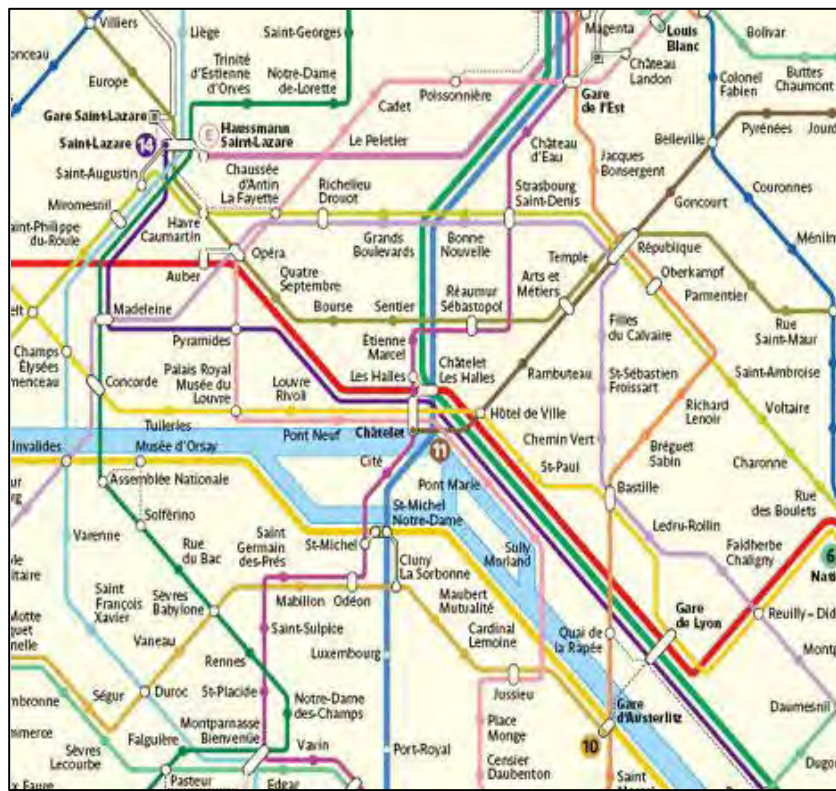 Villiers
Liège
Saint-Georges
Magenta
Louis
Blanc
Bolivar
Château
Landon
Colonel
Fabien
Buttes
Chaumont
Europe
Trinité
d'Estienne
d'Orves
Notre-Dame
de-Lorette
Poissonnière
Gare
de l'Est
Cadet
Gare Saint-Lazare
Saint-Lazare
14
E
Haussmann
Saint-Lazare
Le Peletier
Château
d'Eau
Belleville
Pyrénées
Jourd
Jacques
Bonsergent
Saint-Augustin
Chaussée
d'Antin
La Fayette
Richelieu
Drouot
Strasbourg
Saint-Denis
Couronnes
Goncourt
Miromesnil
aint-Philippe
du-Roule
Havre
Caumartin
Ménilm
Opéra
Grands
Boulevards
Bonne
Nouvelle
Temple
République
Auber
Quatre
Septembre
Arts et
Métiers
Oberkampf
Parmentier
Bourse
Sentier
Réaumur
Sébastopol
Madeleine
Filles
du Calvaire
Rue
Saint-Maur
Pyramides
Étienne
Marcel
Champs
Élysées
menceau
Palais Royal
Musée du
Louvre
Louvre
Rivoli
Les Halles
Châtelet
Les Halles
Rambuteau
St-Sébastien
Froissart
Saint-Ambroise
Concorde
Richard
Lenoir
Voltaire
Tuileries
Châtelet
Hôtel de Ville
Invalides
Musée d'Orsay
Pont Neuf
Chemin Vert
Bréguet
Sabin
11
Cité
St-Paul
Charonne
Assemblée Nationale
Pont Marie
Bastille
Rue
des Boulets
Solférino
St-Michel
Notre-Dame
Ledru-Rollin
Varenne
Saint
Germain
des-Prés
St-Michel
Sully
Morland
Faidherbe
Chaligny
6
Nat
Rue
du Bac
Cluny
La Sorbonne
Saint
François
Xavier
Sèvres
Babylone
Mabillon
Odéon
Maubert
Mutualité
Gare
de Lyon
Reuilly – Did
Saint-Sulpice
Cardinal
Lemoine
Quai de
la Rapée
Vaneau
Rennes
Luxembourg
Montg
Ségur
Duroc
St-Placide
Notre-Dame
des-Champs
Jussieu
Gare
d'Austerlitz
Daumesnil
Montparnasse
Bienvenüe
Place
Monge
10
Sèvres
Lecourbe
Falguière
Vavin
Port-Royal
Censier
Daubenton
Dugo
Pasteur
Edgar
Saint